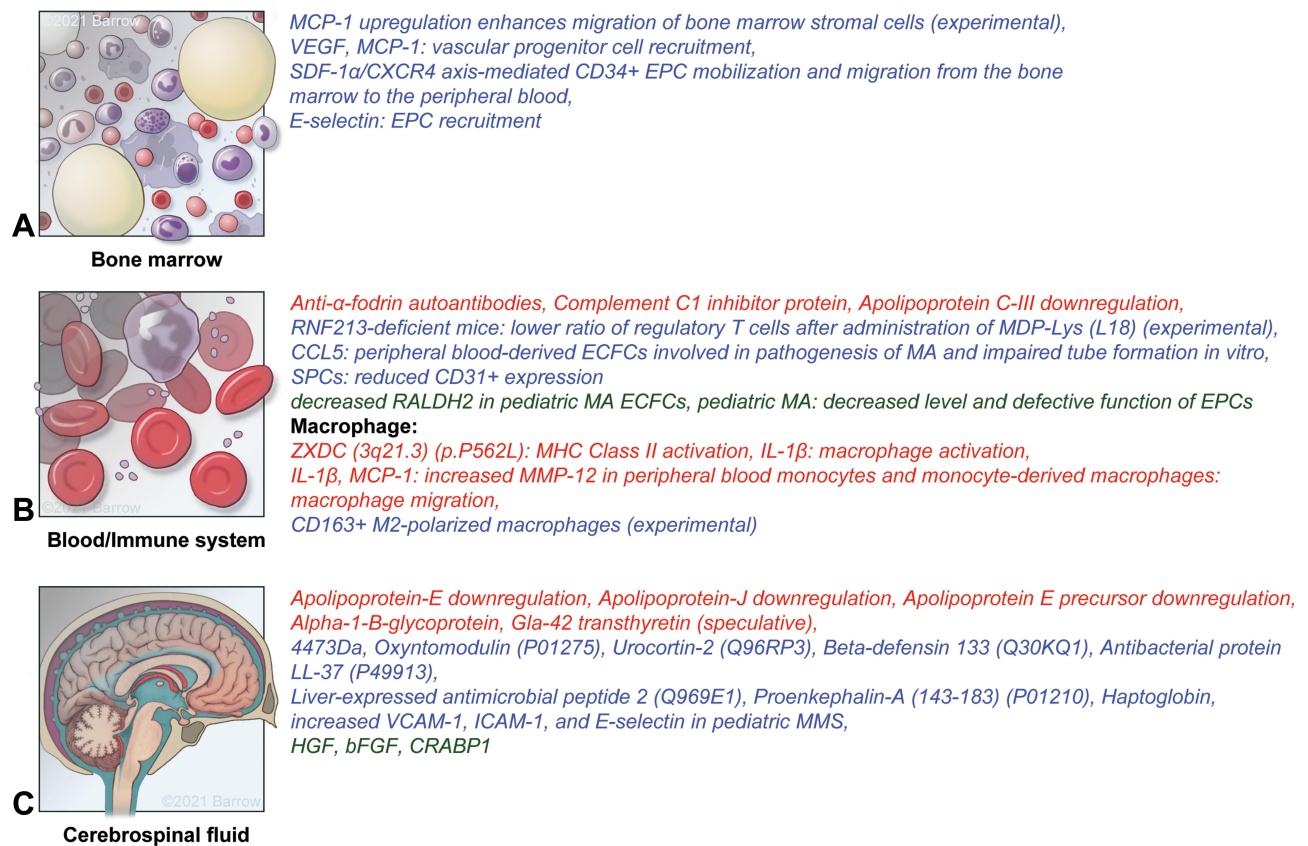 ©2021 Barrow
MCP-1 upregulation enhances migration of bone marrow stromal cells (experimental),
VEGF, MCP-1: vascular progenitor cell recruitment,
SDF-1α/CXCR4 axis-mediated CD34+ EPC mobilization and migration from the bone
marrow to the peripheral blood,
E-selectin: EPC recruitment
A
Bone marrow
Anti-α-fodrin autoantibodies, Complement C1 inhibitor protein, Apolipoprotein C-III downregulation,
RNF213-deficient mice: lower ratio of regulatory T cells after administration of MDP-Lys (L18) (experimental),
CCL5: peripheral blood-derived ECFCs involved in pathogenesis of MA and impaired tube formation in vitro,
SPCs: reduced CD31+ expression
decreased RALDH2 in pediatric MA ECFCs, pediatric MA: decreased level and defective function of EPCs
Macrophage:
ZXDC (3q21.3) (p.P562L): MHC Class II activation, IL-1β: macrophage activation,
IL-1β, MCP-1: increased MMP-12 in peripheral blood monocytes and monocyte-derived macrophages:
macrophage migration,
CD163+ M2-polarized macrophages (experimental)
©2021 Barrow
B
Blood/Immune system
Apolipoprotein-E downregulation, Apolipoprotein-J downregulation, Apolipoprotein E precursor downregulation,
Alpha-1-B-glycoprotein, Gla-42 transthyretin (speculative),
4473Da, Oxyntomodulin (P01275), Urocortin-2 (Q96RP3), Beta-defensin 133 (Q30KQ1), Antibacterial protein
LL-37 (P49913),
Liver-expressed antimicrobial peptide 2 (Q969E1), Proenkephalin-A (143-183) (P01210), Haptoglobin,
increased VCAM-1, ICAM-1, and E-selectin in pediatric MMS,
HGF, bFGF, CRABP1
©2021 Barrow
C
Cerebrospinal fluid